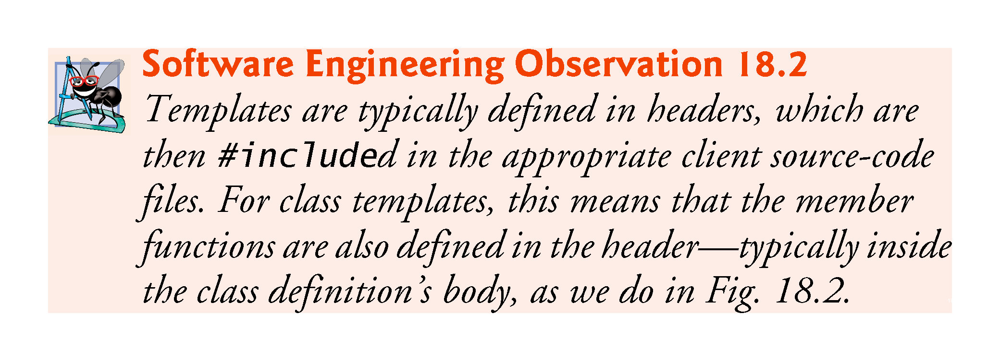 Software Engineering Observation 18.2
Templates are typically defined in headers, which are
then #included in the appropriate client source-code
files. For class templates, this means that the member
functions are also defined in the header—typically inside
the class definition’s body, as we do in Fig. 18.2.